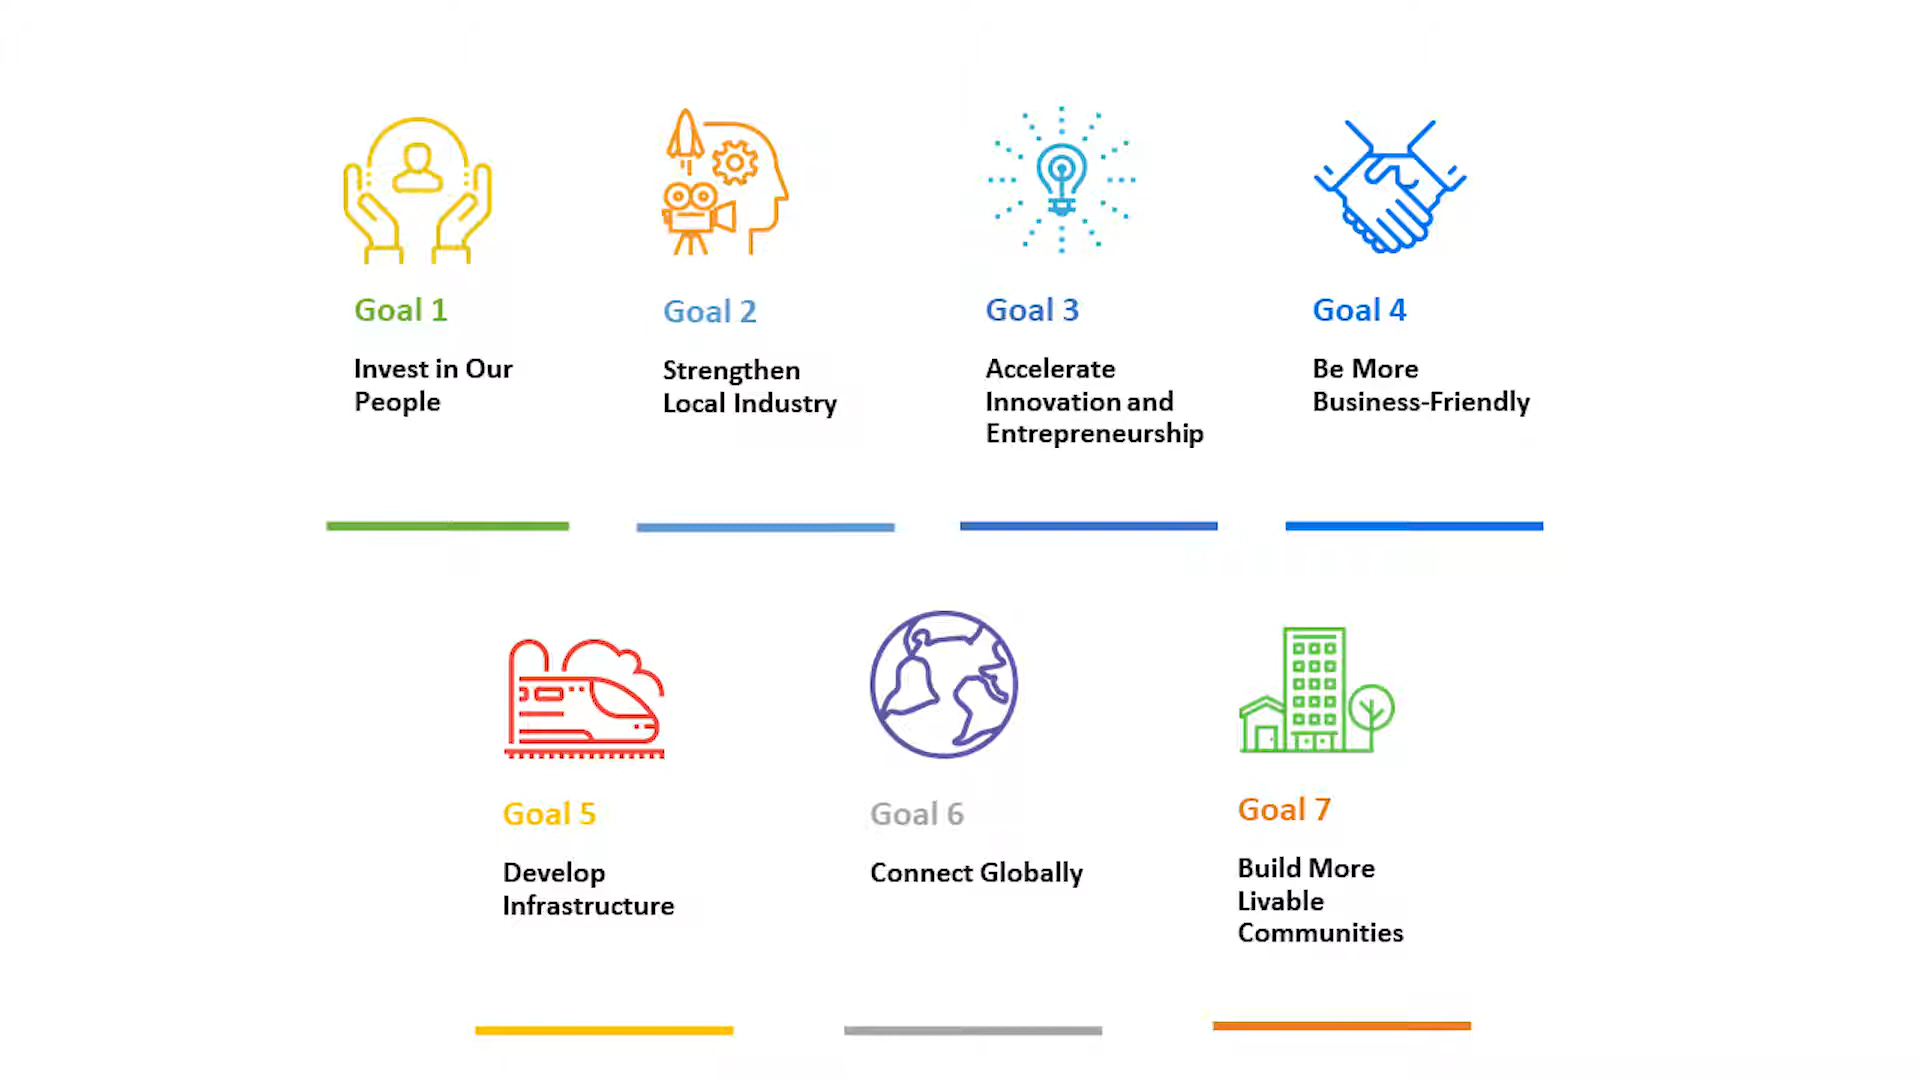 Goal 1
Invest in Our
People
Goal 2
Strengthen
Local Industry
Goal 3
Accelerate
Innovation and
Entrepreneurship
Goal 4
Be More
Business-Friendly
Goal 5
Develop
Infrastructure
Goal 6
Connect Globally
Goal 7
Build More
Livable
Communities